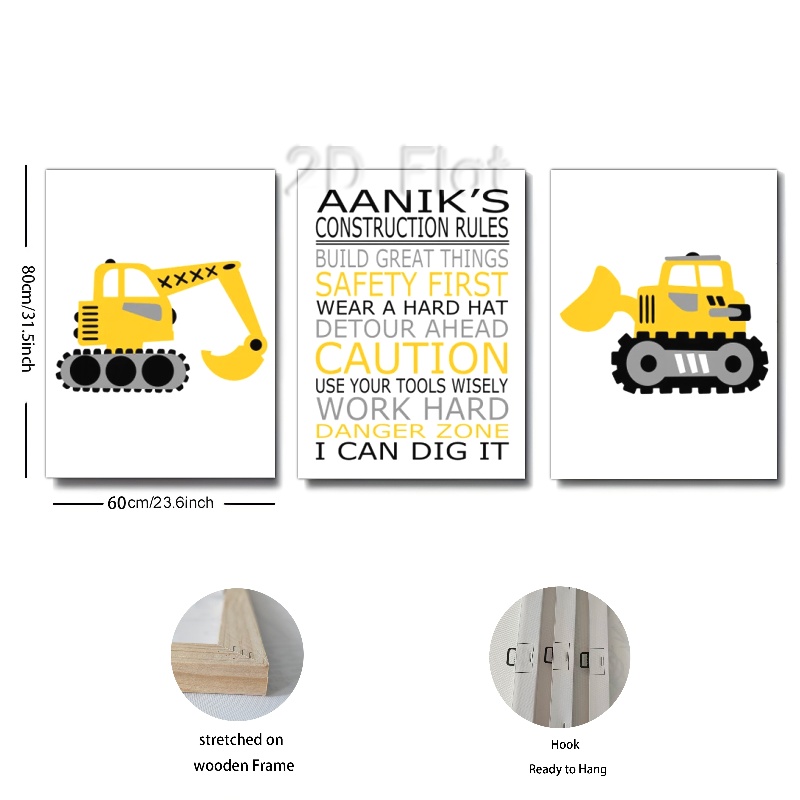 2D Flat
AANIK'S
CONSTRUCTION RULES
BUILD GREAT THINGS
SAFETY FIRST
WEAR A HARD HAT
DETOUR AHEAD
CAUTION
USE YOUR TOOLS WISELY
WORK HARD
DANGER ZONE
I CAN DIG IT
80cm/31.5inch
60cm/23.6inch
stretched on
wooden Frame
Hook
Ready to Hang